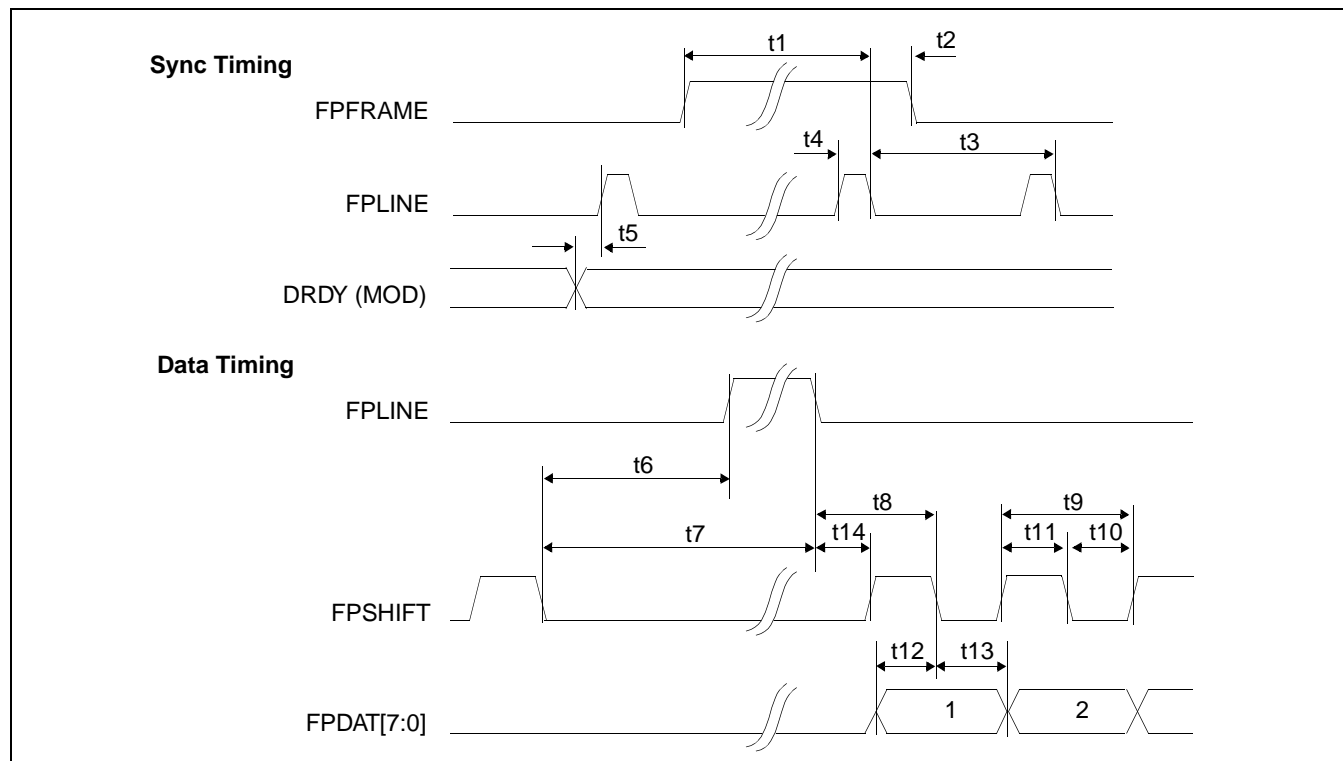 Sync Timing
t1
t2
FPFRAME
t4
t3
FPLINE
t5
DRDY (MOD)
Data Timing
FPLINE
t6
t8
t9
t7
t14
t11
t10
FPSHIFT
t12
t13
FPDAT[7:0]
1
2